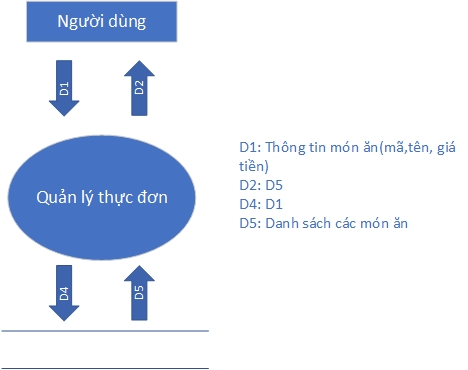 Người dùng
D1
D2
Quản lý thực đơn
D1: Thông tin món ăn(mã,tên, giá
tiền)
D2: D5
D4: D1
D5: Danh sách các món ăn
D4
D5